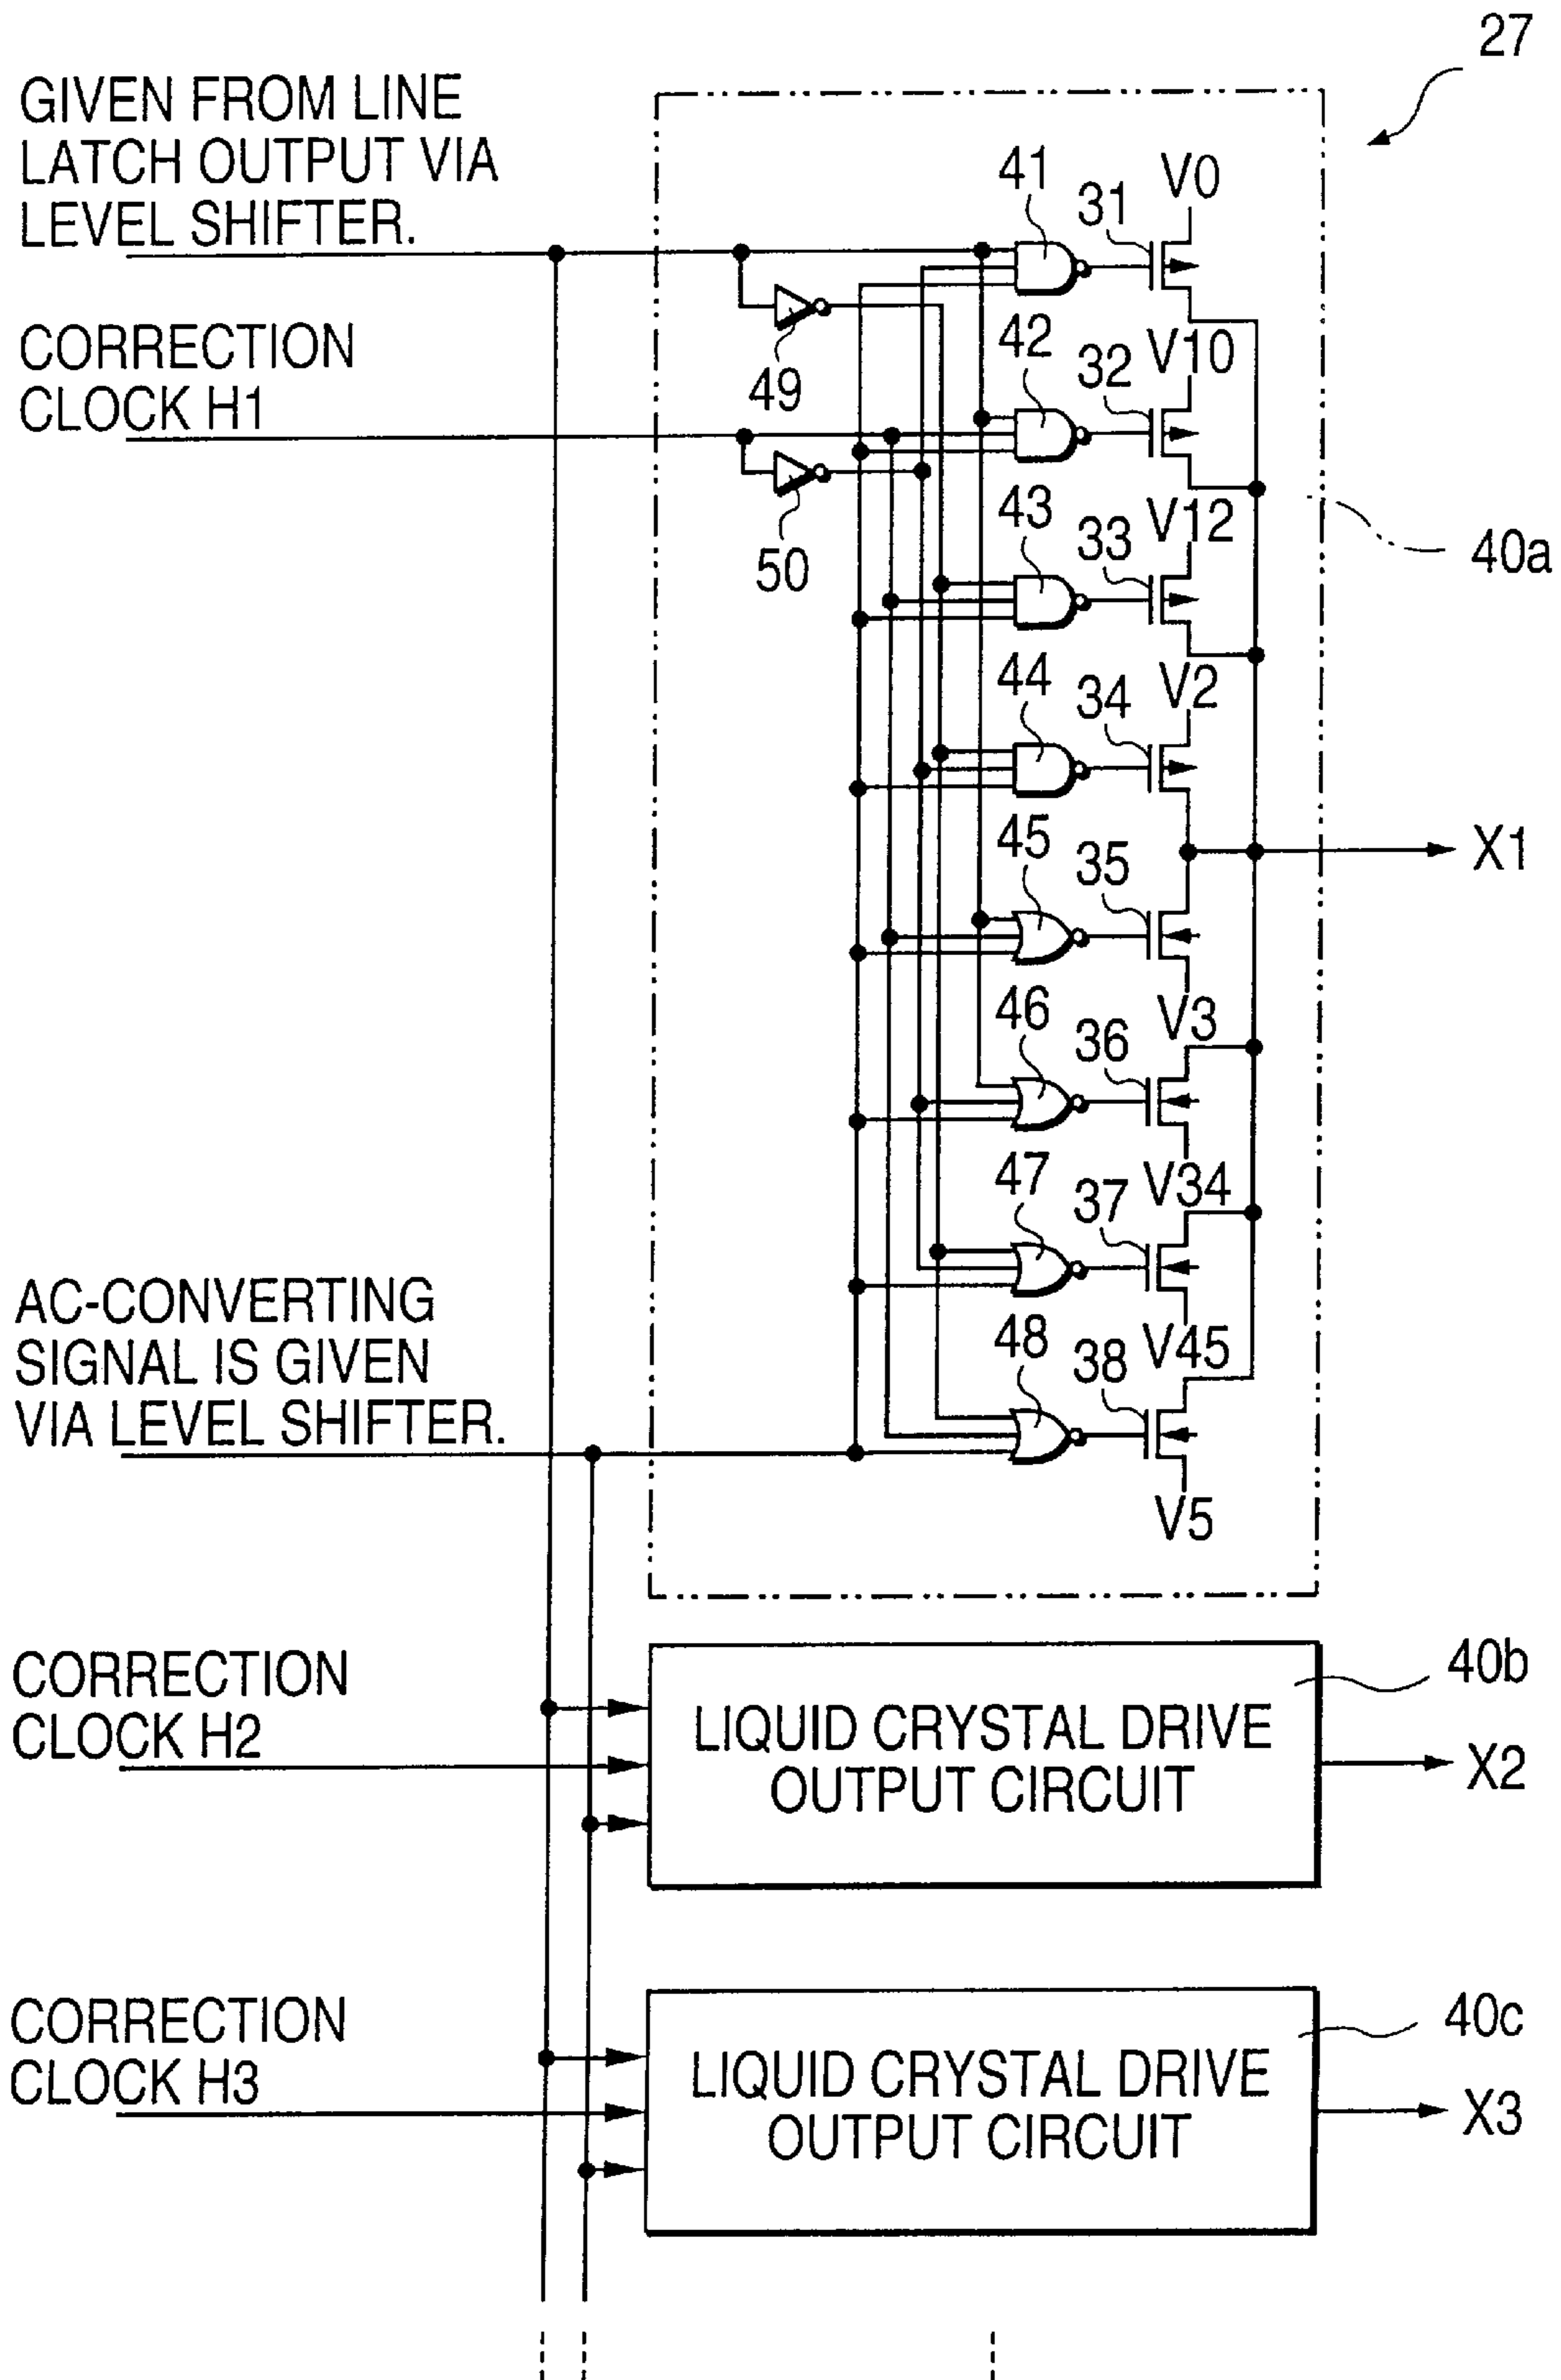 27
GIVEN FROM LINE
LATCH OUTPUT VIA
LEVEL SHIFTER.
41
31
V0
CORRECTION
CLOCK H1
49
42
32
V10
50
43
33
V12
40a
44
34
V2
45
35
X1
V3
46
36
V34
47
37
V45
AC-CONVERTING
SIGNAL IS GIVEN
VIA LEVEL SHIFTER.
48
38
V5
CORRECTION
CLOCK H2
LIQUID CRYSTAL DRIVE
OUTPUT CIRCUIT
40b
X2
CORRECTION
CLOCK H3
LIQUID CRYSTAL DRIVE
OUTPUT CIRCUIT
40c
X3